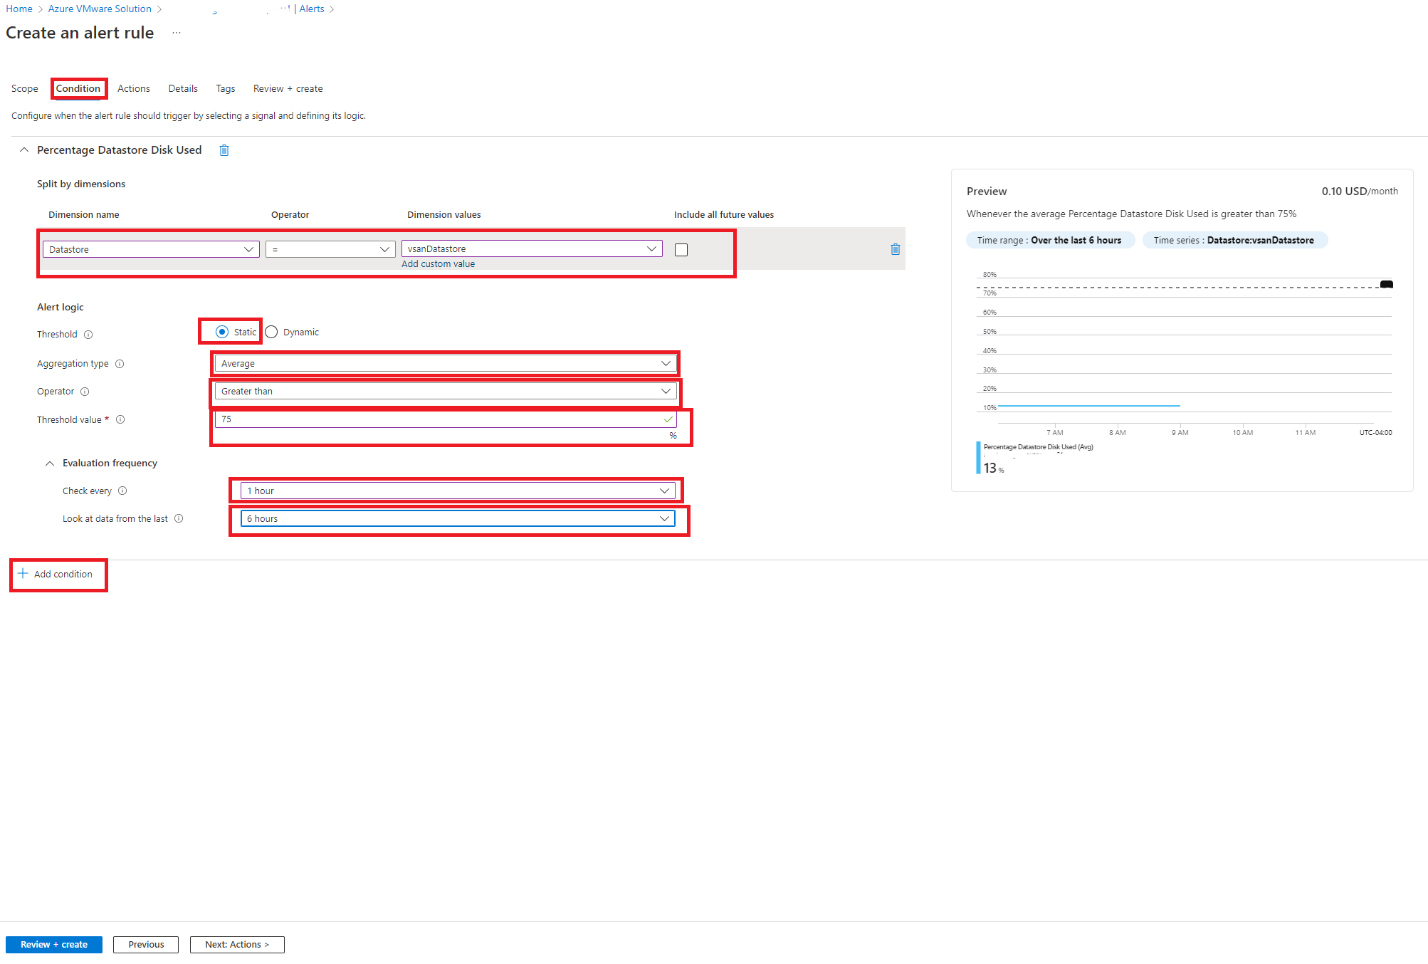 Home > Azure VMware Solution > | Alerts >
Create an alert rule ...
Scope Condition Actions Details Tags Review + create
Configure when the alert rule should trigger by selecting a signal and defining its logic.
Percentage Datastore Disk Used
Split by dimensions
Dimension name Operator Dimension values Include all future values
Datastore = vsanDatastore
Add custom value
Alert logic
Threshold Static Dynamic
Aggregation type Average
Operator Greater than
Threshold value * 75
%
Evaluation frequency
Check every 1 hour
Look at data from the last 6 hours
+ Add condition
Preview 0.10 USD/month
Whenever the average Percentage Datastore Disk Used is greater than 75%
Time range : Over the last 6 hours Time series : Datastore:vsanDatastore
80%
70%
60%
50%
40%
30%
20%
10%
7 AM 8 AM 9 AM 10 AM 11 AM UTC-04:00
Percentage Datastore Disk Used (Avg)
13 %
Review + create Previous Next: Actions >